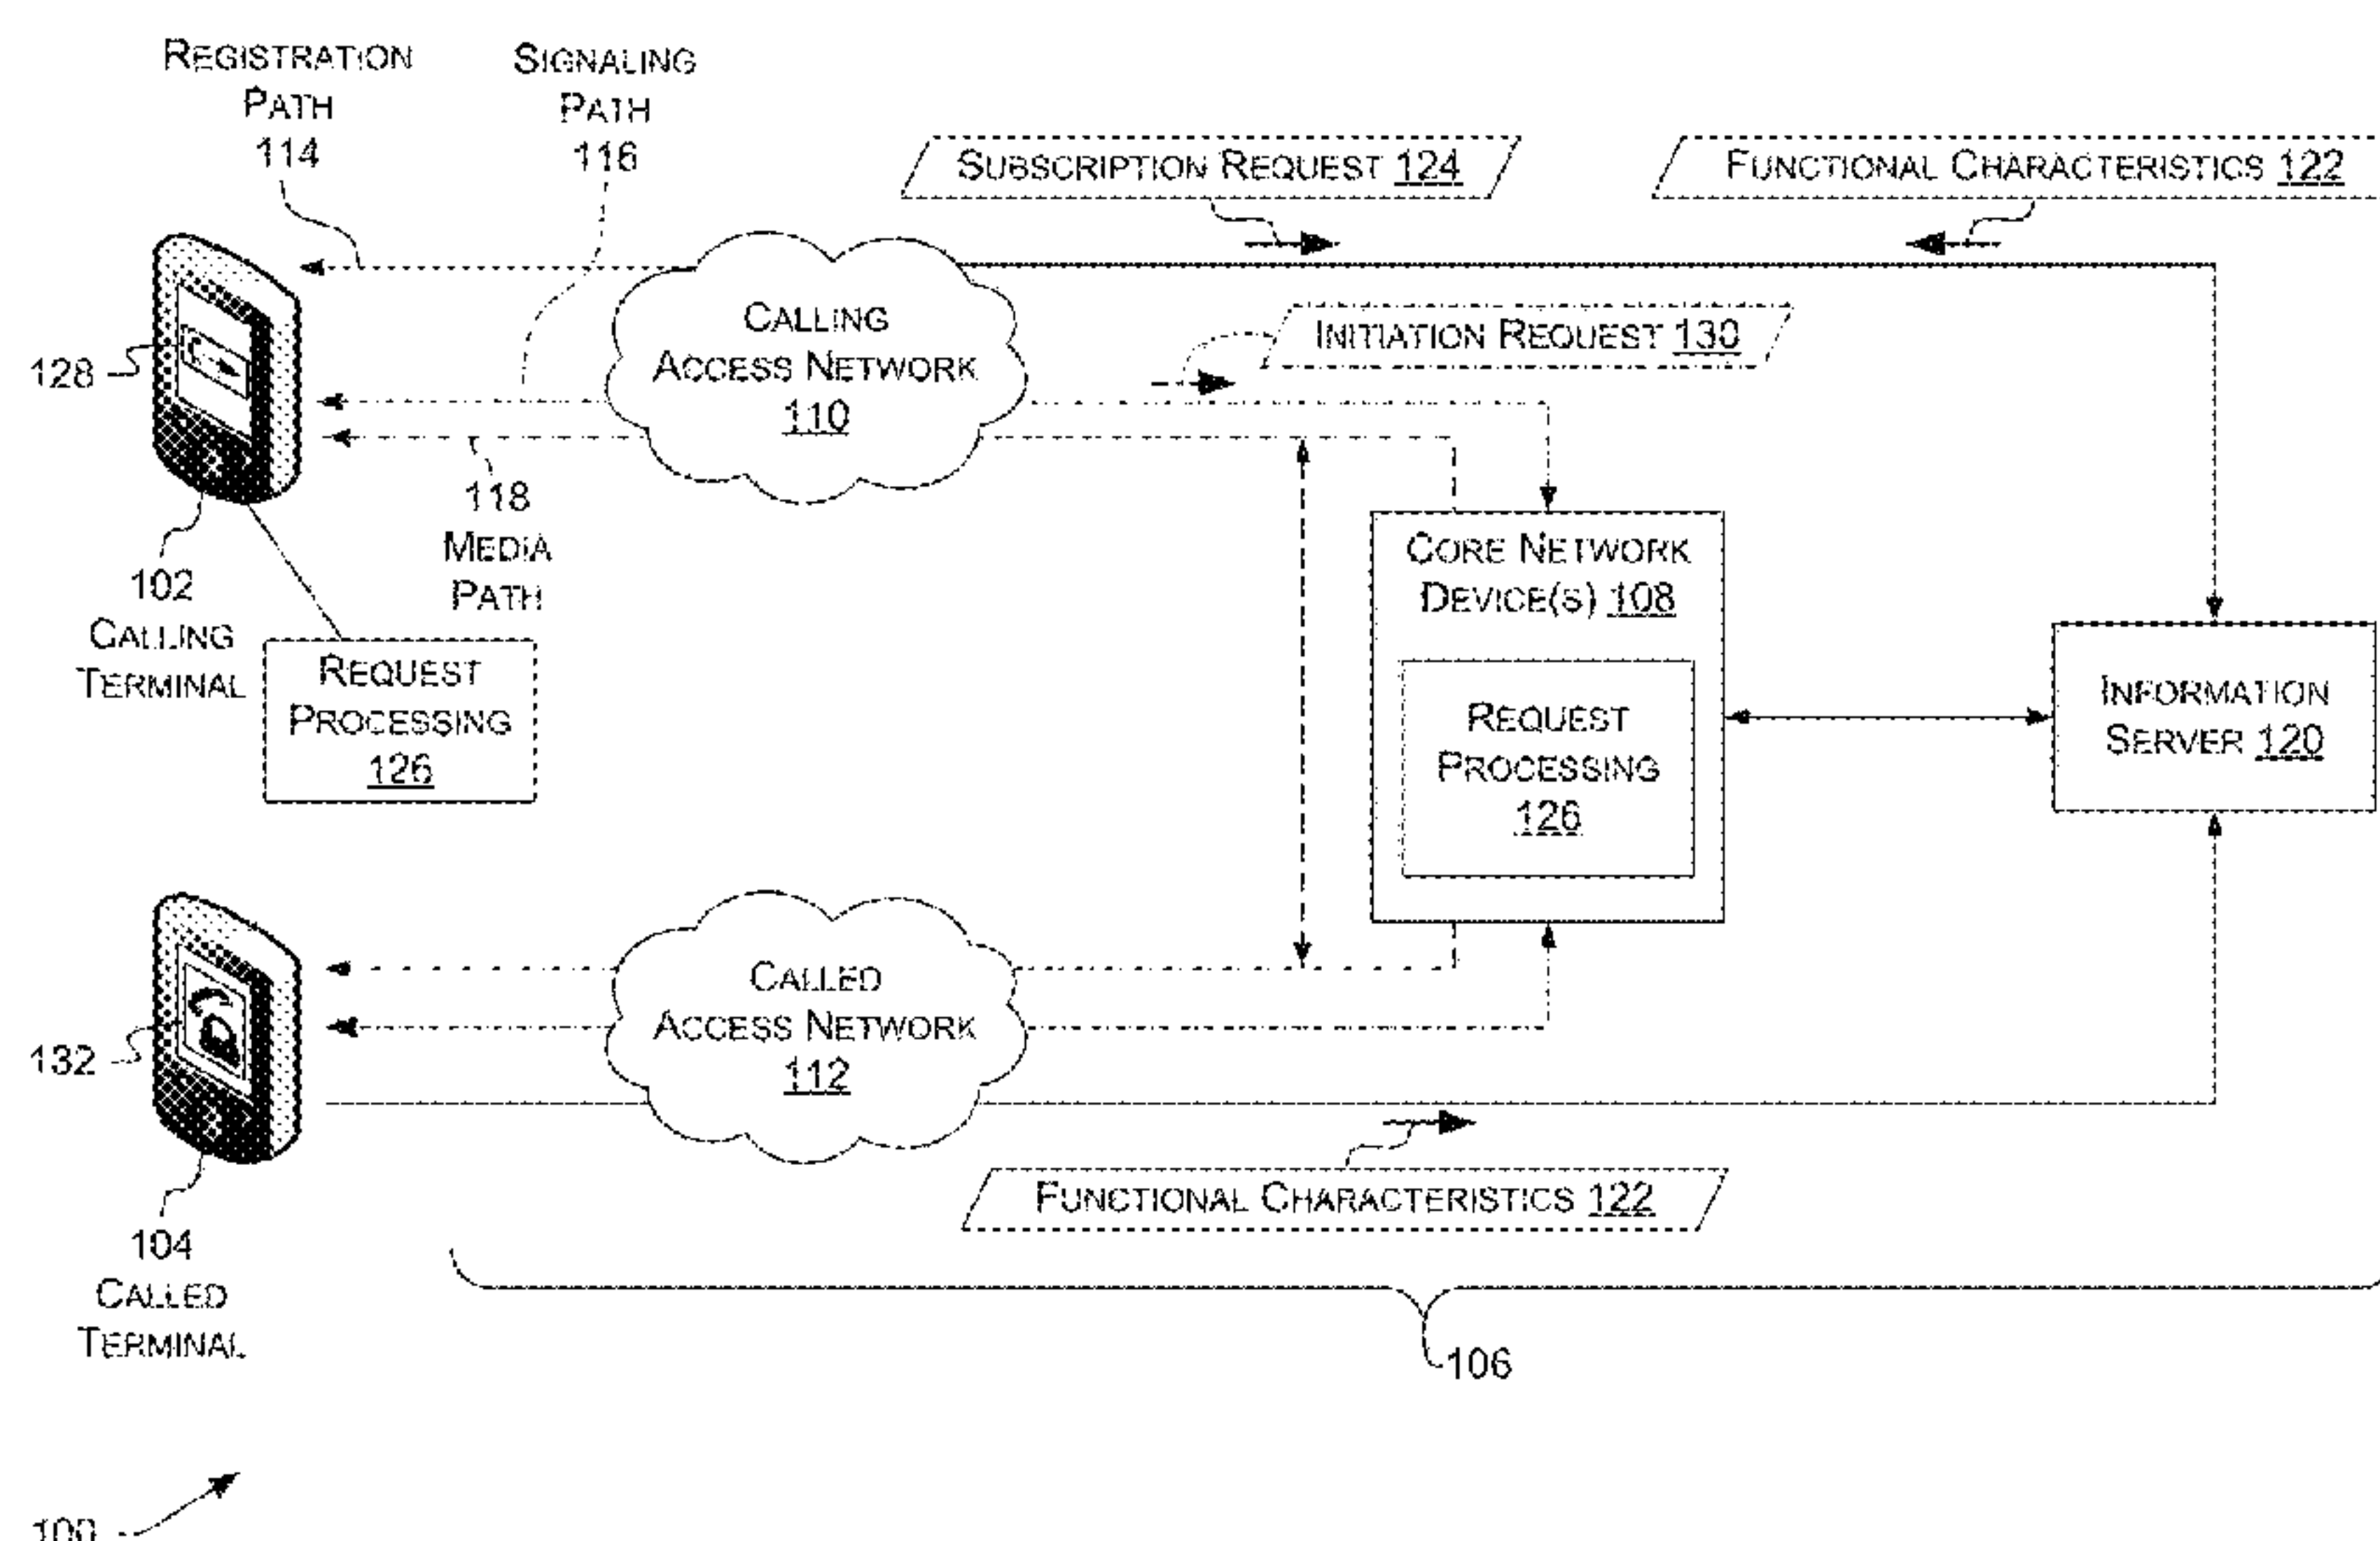 REGISTRATION
PATH
114
SIGNALING
PATH
116
SUBSCRIPTION REQUEST 124
FUNCTIONAL CHARACTERISTICS 122
CALLING
ACCESS NETWORK
110
INITIATION REQUEST 130
128
118
MEDIA
PATH
102
CALLING
TERMINAL
REQUEST
PROCESSING
126
CORE NETWORK
DEVICE(S) 108
REQUEST
PROCESSING
126
INFORMATION
SERVER 120
CALLED
ACCESS NETWORK
112
132
FUNCTIONAL CHARACTERISTICS 122
104
CALLED
TERMINAL
106
100